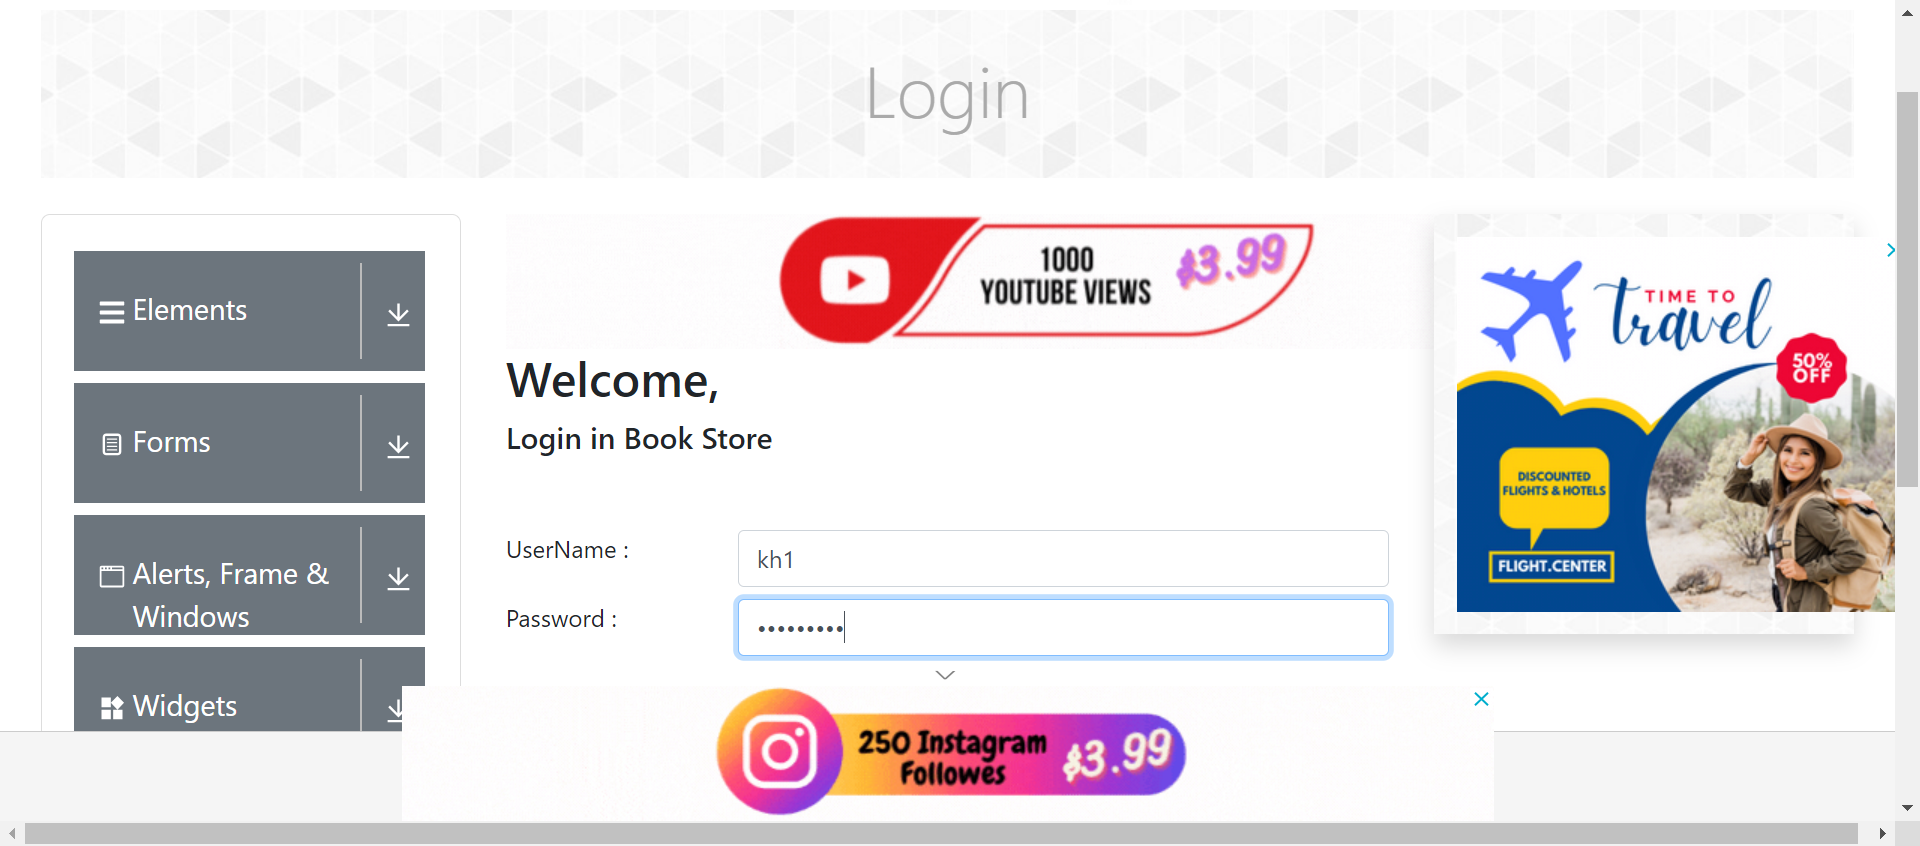 Login
Elements
Forms
Alerts, Frame &
Windows
Widgets
1000
YOUTUBE VIEWS
$3.99
Welcome,
Login in Book Store
UserName :
kh1
Password :
•••••••••
TIME TO
travel
50%
OFF
DISCOUNTED
FLIGHTS & HOTELS
FLIGHT.CENTER
250 Instagram
Followes
$3.99